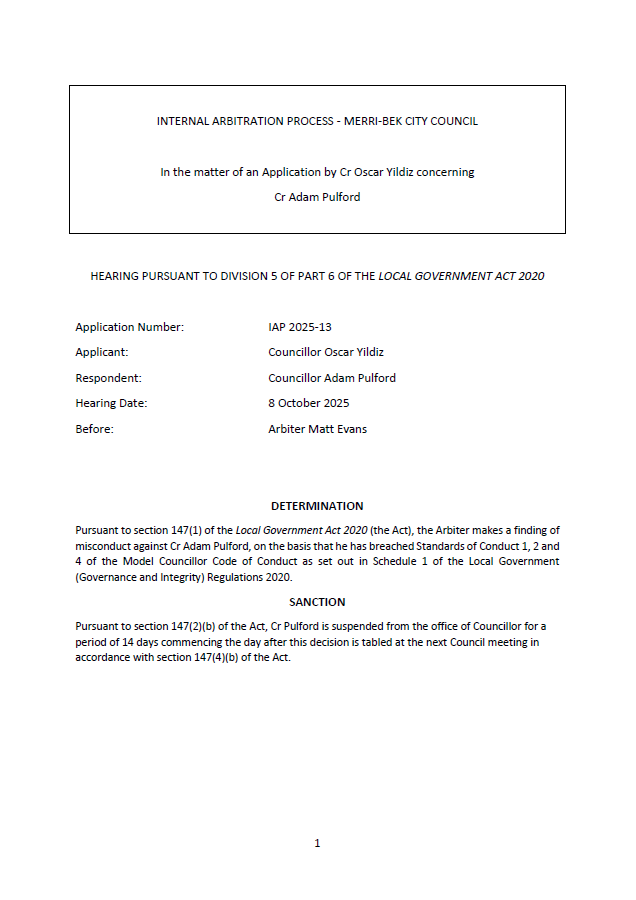 INTERNAL ARBITRATION PROCESS - MERRI-BEK CITY COUNCIL
In the matter of an Application by Cr Oscar Yildiz concerning
Cr Adam Pulford
HEARING PURSUANT TO DIVISION 5 OF PART 6 OF THE LOCAL GOVERNMENT ACT 2020
Application Number: IAP 2025-13
Applicant: Councillor Oscar Yildiz
Respondent: Councillor Adam Pulford
Hearing Date: 8 October 2025
Before: Arbiter Matt Evans
DETERMINATION
Pursuant to section 147(1) of the Local Government Act 2020 (the Act), the Arbiter makes a finding of
misconduct against Cr Adam Pulford, on the basis that he has breached Standards of Conduct 1, 2 and
4 of the Model Councillor Code of Conduct as set out in Schedule 1 of the Local Government
(Governance and Integrity) Regulations 2020.
SANCTION
Pursuant to section 147(2)(b) of the Act, Cr Pulford is suspended from the office of Councillor for a
period of 14 days commencing the day after this decision is tabled at the next Council meeting in
accordance with section 147(4)(b) of the Act.
1